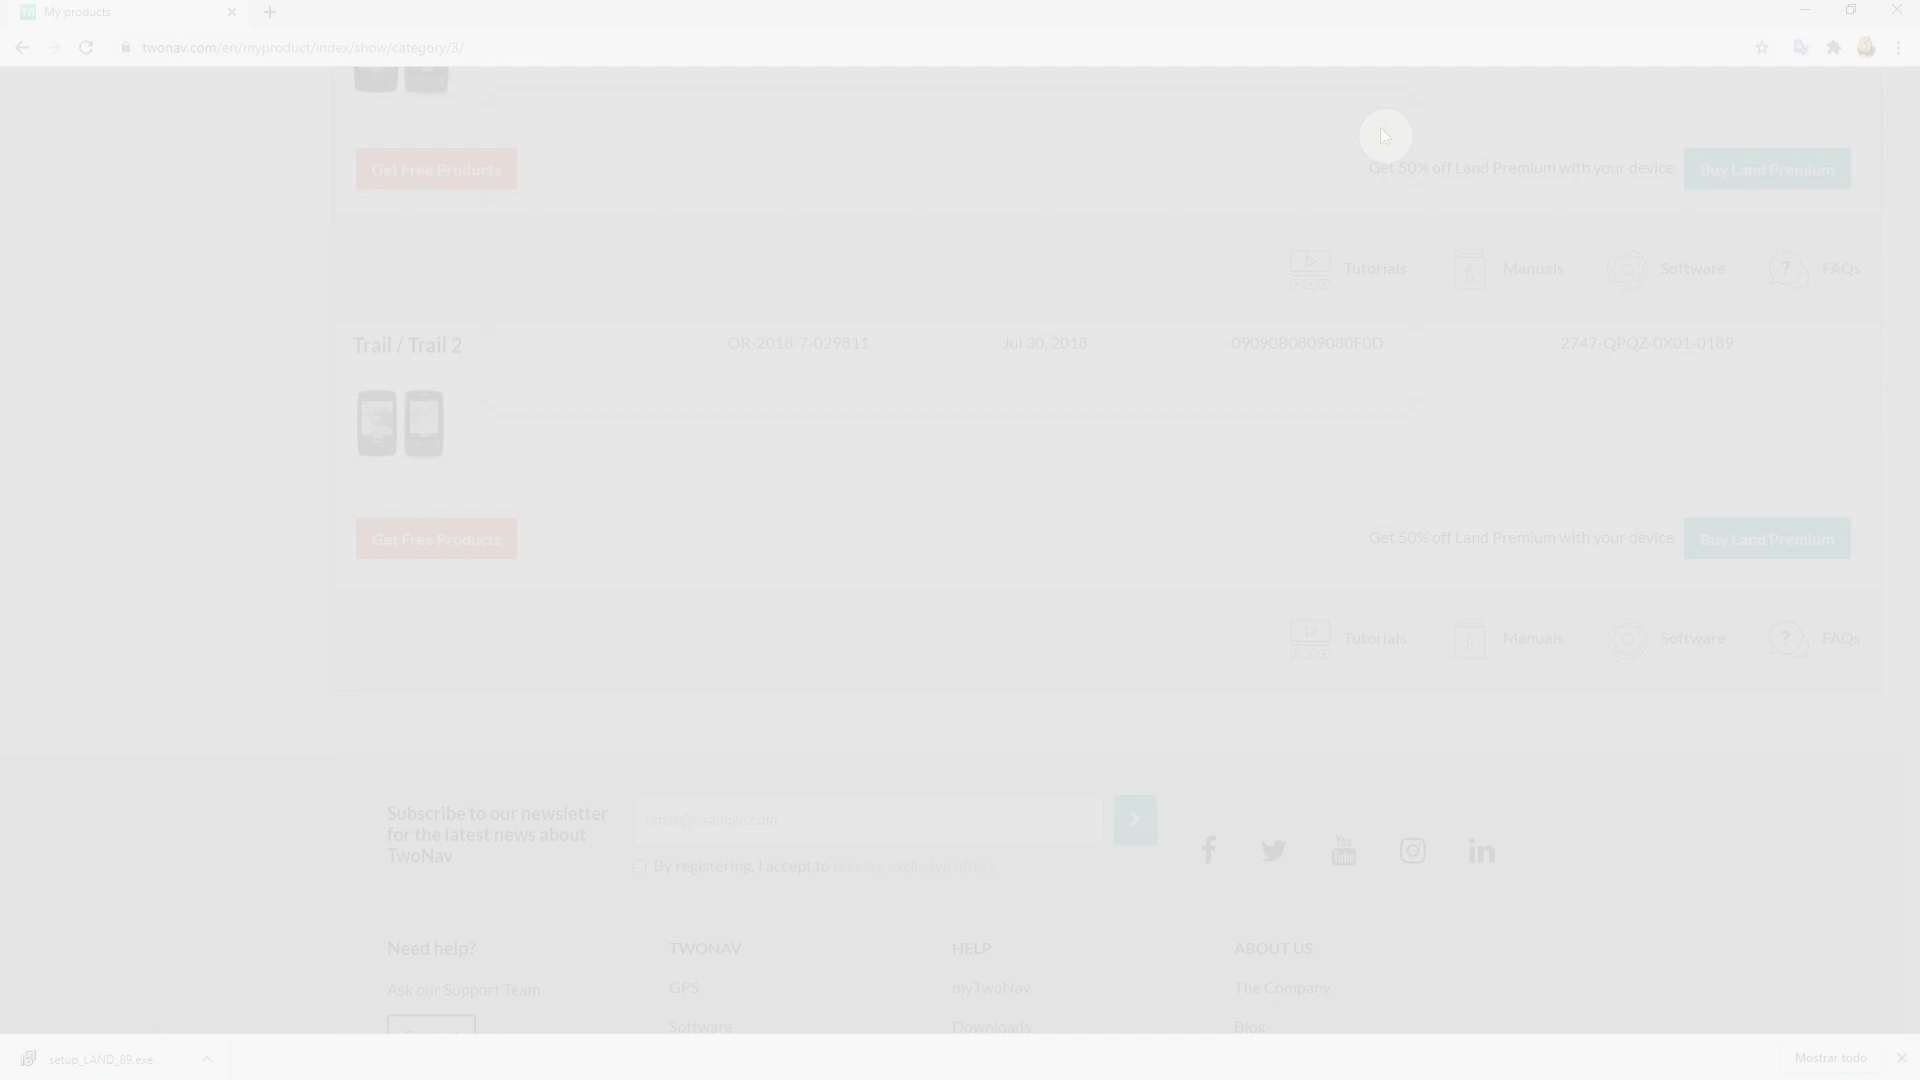 My products
twonav.com/en/myproduct/index/show/category/3/
Get Free Products
Get 50% off Land Premium with your device
Buy Land Premium
Tutorials
Manuals
Software
FAQs
Trail / Trail 2
OR-2018-7-029811
Jul 30, 2018
09090B0809080F0D
2747-QPQZ-0X01-0189
Get Free Products
Get 50% off Land Premium with your device
Buy Land Premium
Tutorials
Manuals
Software
FAQs
Subscribe to our newsletter
for the latest news about
TwoNav
email@example.com
By registering, I accept to receive exclusive offers
You
Tube
Need help?
TWONAV
HELP
ABOUT US
Ask our Support Team
GPS
myTwoNav
The Company
Software
Downloads
Blog
setup_LAND_89.exe
Mostrar todo